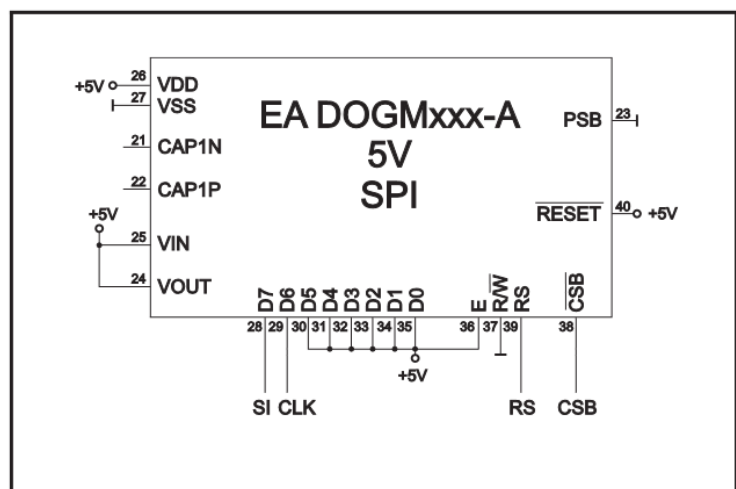 26
+5V
VDD
27
VSS
EA DOGMxxx-A
5V
SPI
PSB
23
21
CAP1N
22
CAP1P
+5V
RESET
40
+5V
25
VIN
24
VOUT
D7
D6
D5
D4
D3
D2
D1
D0
E
R/W
RS
CSB
28
29
30
31
32
33
34
35
36
37
39
38
+5V
SI
CLK
RS
CSB